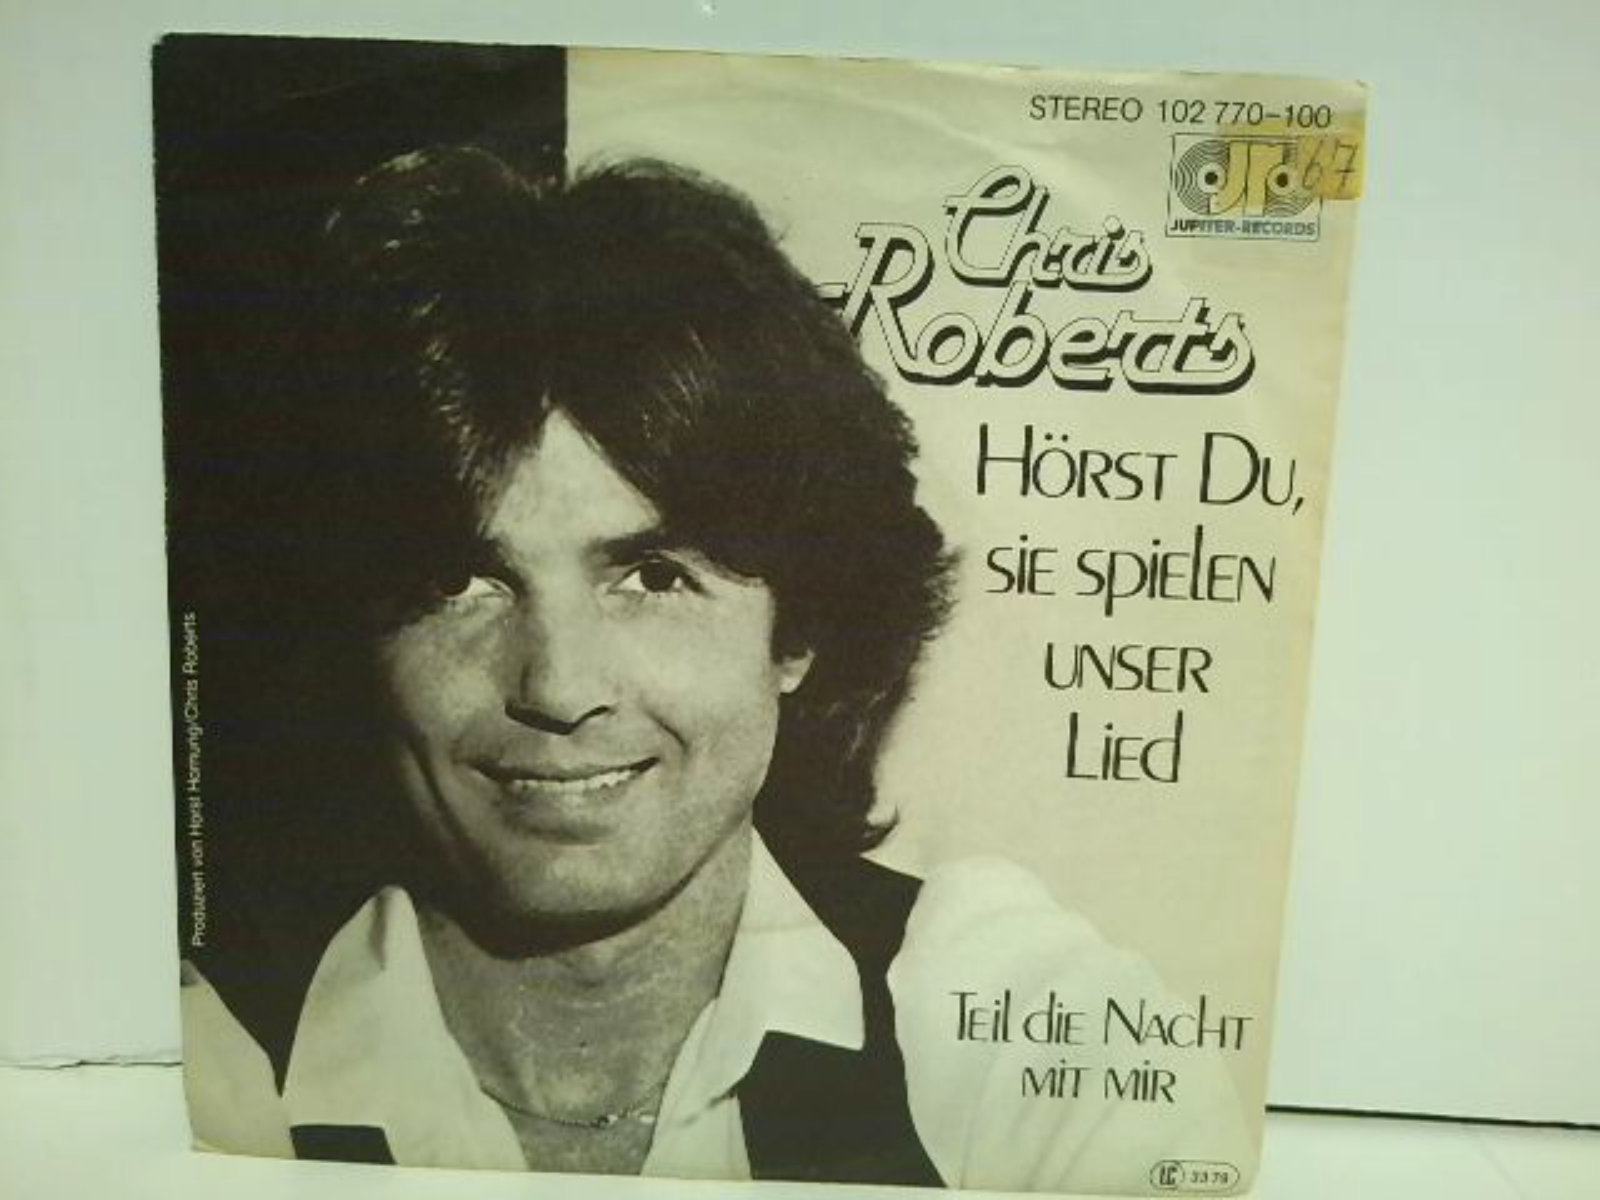 STEREO 102 770-100
67
JUPITER-RECORDS
Chris
Roberts
HÖRST DU,
SiE SpiElEN
UNSER
LiEd
TEil diE NACHT
MiT MiR
Produziert von Horst Hornung/Chris Roberts
LC 3379